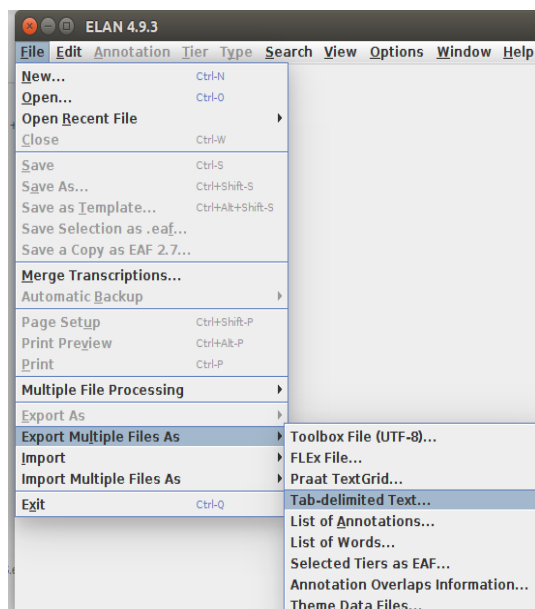 ELAN 4.9.3
File Edit Annotation Tier Type Search View Options Window Help
New... Ctrl-N
Open... Ctrl-O
Open Recent File
Close Ctrl-W
Save Ctrl-S
Save As... Ctrl+Shift-S
Save as Template... Ctrl+Alt+Shift-S
Save Selection as .eaf...
Save a Copy as EAF 2.7...
Merge Transcriptions...
Automatic Backup
Page Setup Ctrl+Shift-P
Print Preview Ctrl+Alt-P
Print Ctrl-P
Multiple File Processing
Export As
Export Multiple Files As
Import
Import Multiple Files As
Exit Ctrl-Q
Toolbox File (UTF-8)...
FLEx File...
Praat TextGrid...
Tab-delimited Text...
List of Annotations...
List of Words...
Selected Tiers as EAF...
Annotation Overlaps Information...
Theme Data Files...